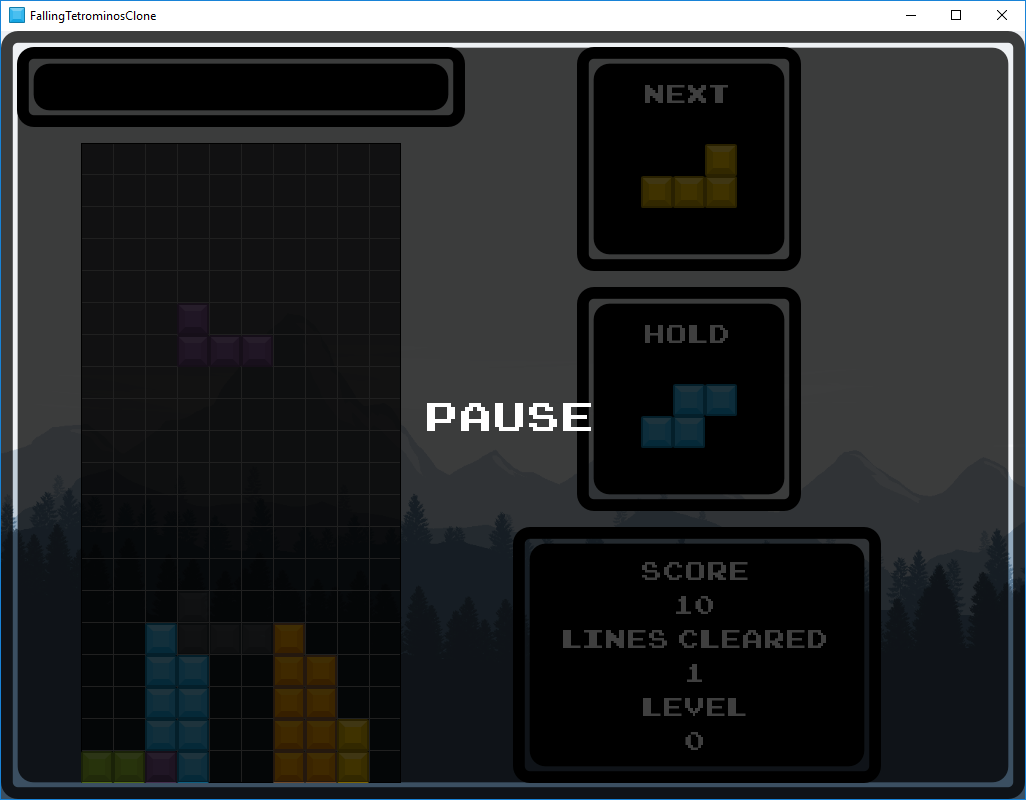 FallingTetrominosClone
NEXT
HOLD
PAUSE
SCORE
10
LINES CLEARED
1
LEVEL
0